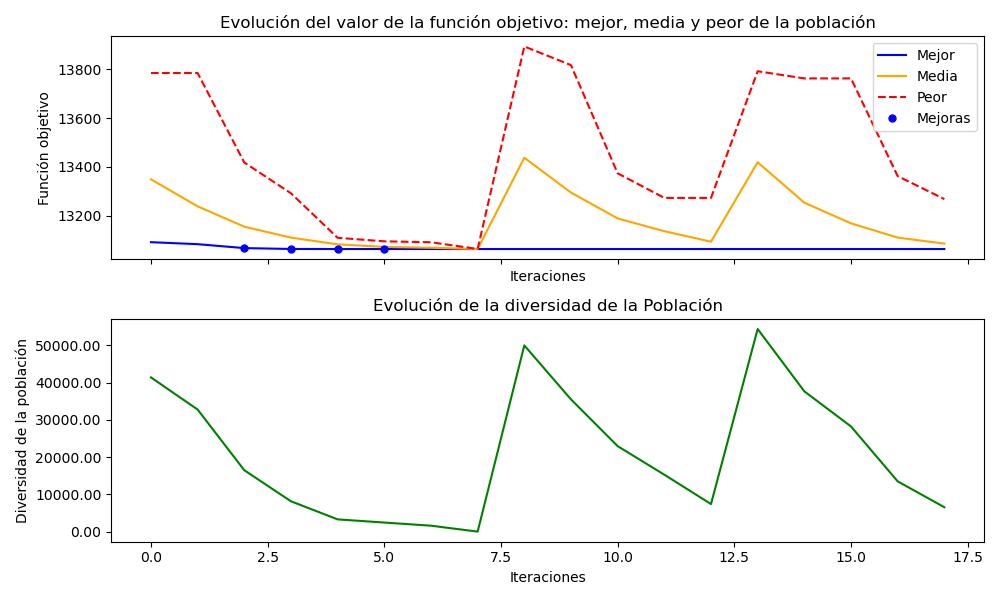 Evolución del valor de la función objetivo: mejor, media y peor de la población
Función objetivo
13800
13600
13400
13200
Mejor
Media
Peor
Mejoras
Iteraciones
Evolución de la diversidad de la Población
Diversidad de la población
50000.00
40000.00
30000.00
20000.00
10000.00
0.00
0.0 2.5 5.0 7.5 10.0 12.5 15.0 17.5
Iteraciones